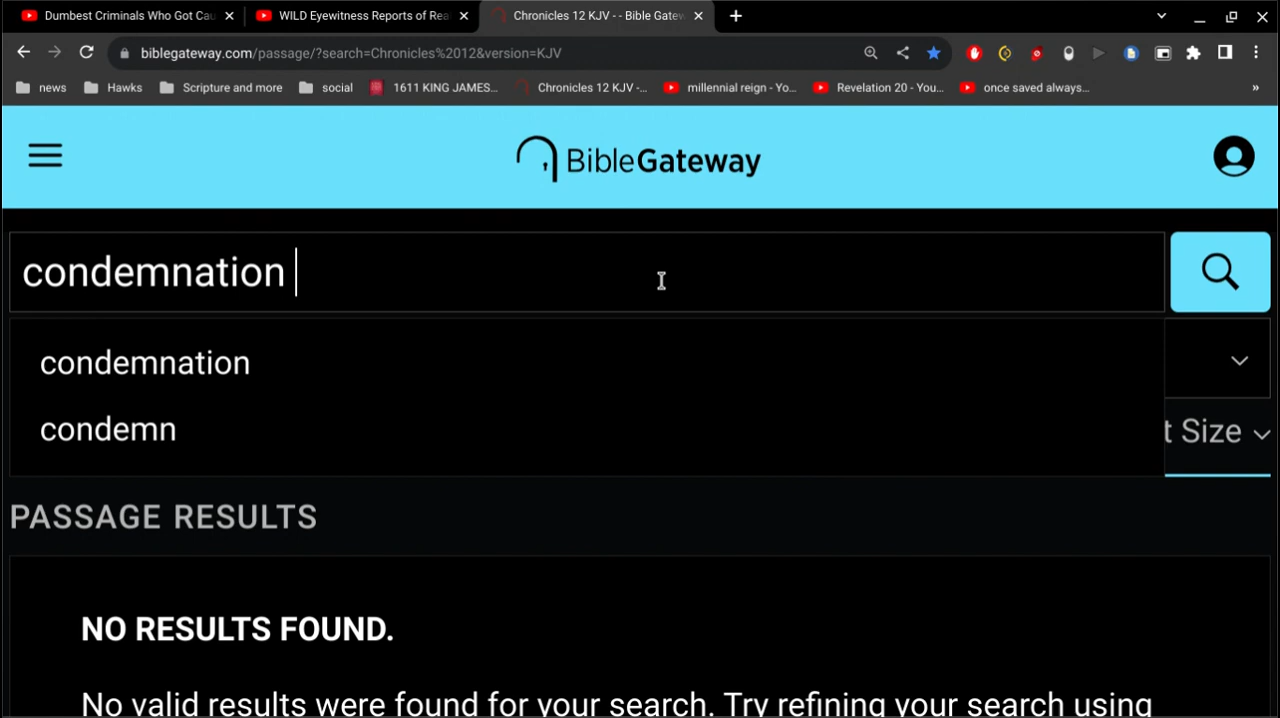 Dumbest Criminals Who Got Cau
WILD Eyewitness Reports of Rea
Chronicles 12 KJV - - Bible Gatew
biblegateway.com/passage/?search=Chronicles%2012&version=KJV
news
Hawks
Scripture and more
social
1611 KING JAMES...
Chronicles 12 KJV -...
millennial reign - Yo...
Revelation 20 - You...
once saved always...
»
BibleGateway
condemnation
condemnation
condemn
t Size
PASSAGE RESULTS
NO RESULTS FOUND.
No valid results were found for your search. Try refining your search using